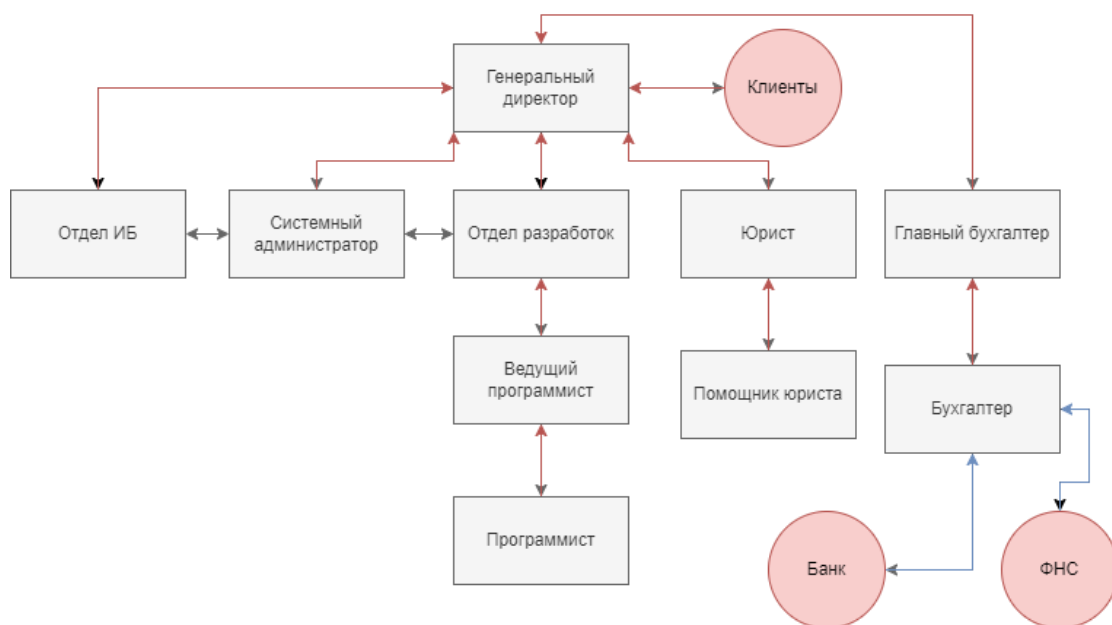 Генеральный
директор
Клиенты
Отдел ИБ
Системный
администратор
Отдел разработок
Юрист
Главный бухгалтер
Ведущий
программист
Помощник юриста
Бухгалтер
Программист
Банк
ФНС